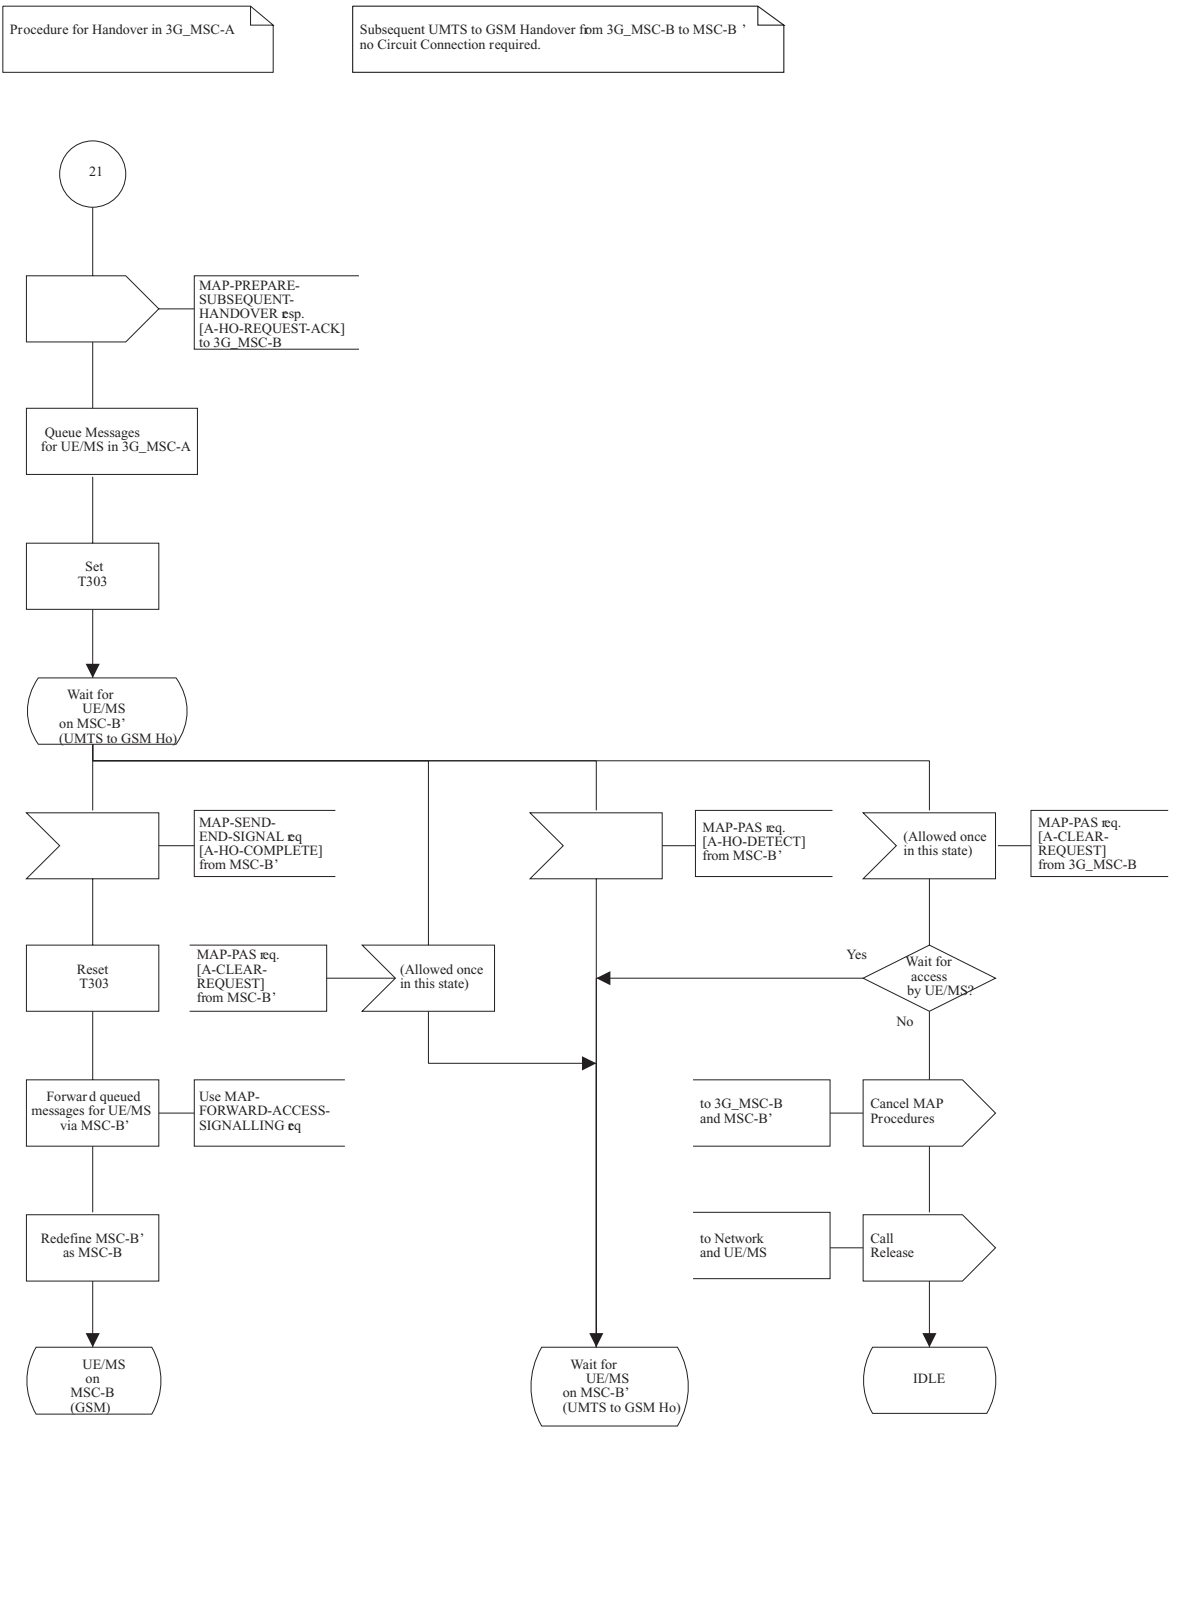 Procedure for Handover in 3G_MSC-A
Subsequent UMTS to GSM Handover from 3G_MSC-B to MSC-B ’
no Circuit Connection required.
21
MAP-PREPARE-
SUBSEQUENT-
HANDOVER resp.
[A-HO-REQUEST-ACK]
to 3G_MSC-B
Queue Messages
for UE/MS in 3G_MSC-A
Set
T303
Wait for
UE/MS
on MSC-B’
(UMTS to GSM Ho)
MAP-SEND-
END-SIGNAL req
[A-HO-COMPLETE]
from MSC-B’
MAP-PAS req.
[A-HO-DETECT]
from MSC-B’
(Allowed once
in this state)
MAP-PAS req.
[A-CLEAR-
REQUEST]
from 3G_MSC-B
Reset
T303
MAP-PAS req.
[A-CLEAR-
REQUEST]
from MSC-B’
(Allowed once
in this state)
Yes
Wait for
access
by UE/MS?
No
Forward queued
messages for UE/MS
via MSC-B’
Use MAP-
FORWARD-ACCESS-
SIGNALLING req
to 3G_MSC-B
and MSC-B’
Cancel MAP
Procedures
Redefine MSC-B’
as MSC-B
to Network
and UE/MS
Call
Release
UE/MS
on
MSC-B
(GSM)
Wait for
UE/MS
on MSC-B’
(UMTS to GSM Ho)
IDLE